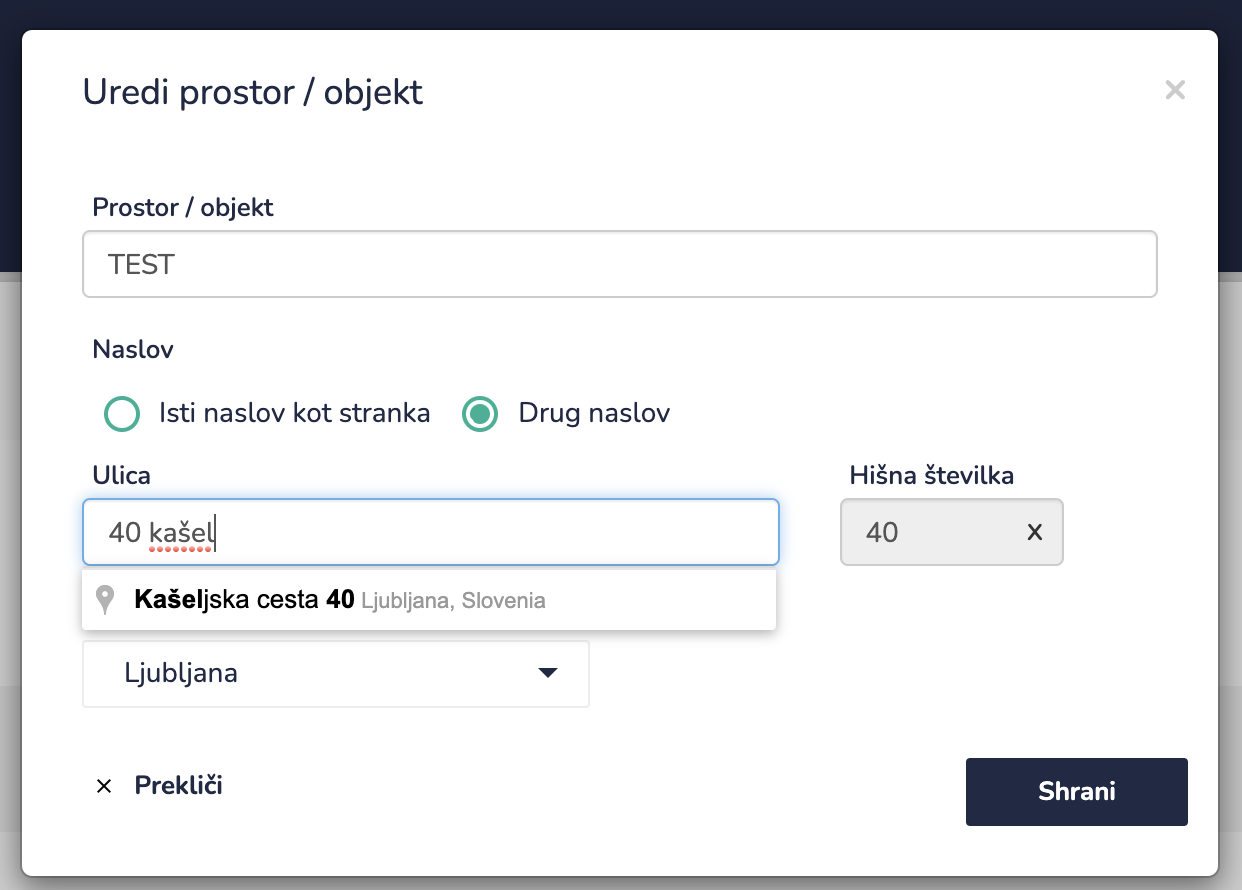 Uredi prostor / objekt
Prostor / objekt
TEST
Naslov
Isti naslov kot stranka Drug naslov
Ulica Hišna številka
40 kašel 40 X
Kašeljska cesta 40 Ljubljana, Slovenia
Ljubljana
Prekliči Shrani